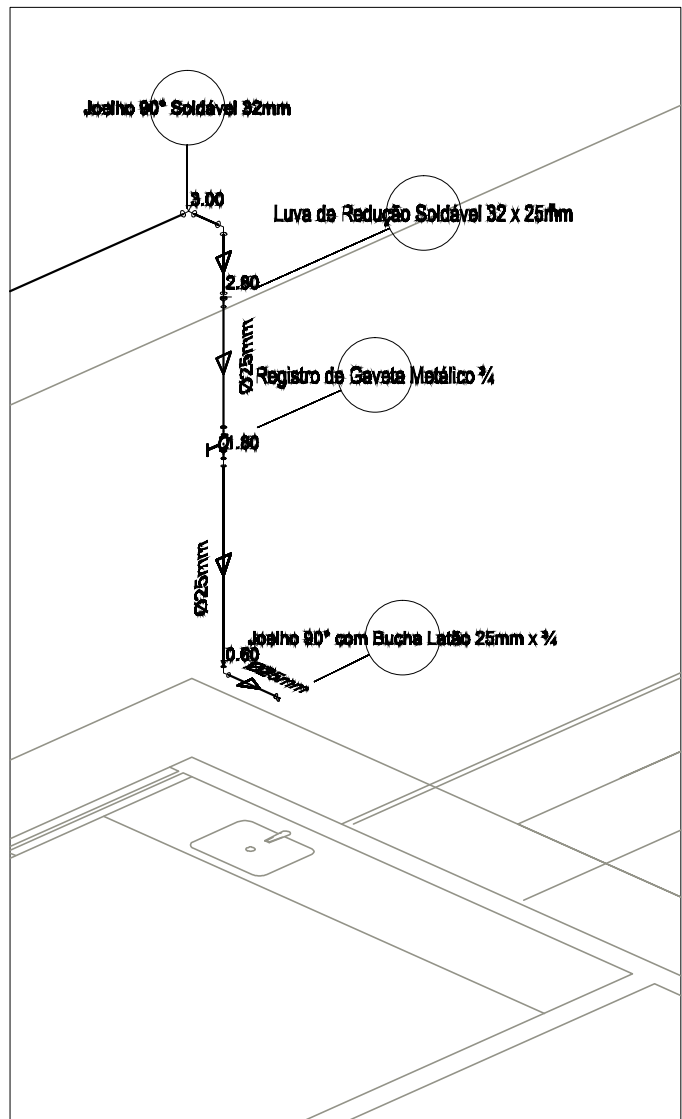 Joelho 90° Soldável 32mm
3.00
Luva de Redução Soldável 32 x 25mm
2.80
Ø25mm
Registro de Gaveta Metálico ¾
1.80
Ø25mm
Joelho 90° com Bucha Latão 25mm x ¾
0.60